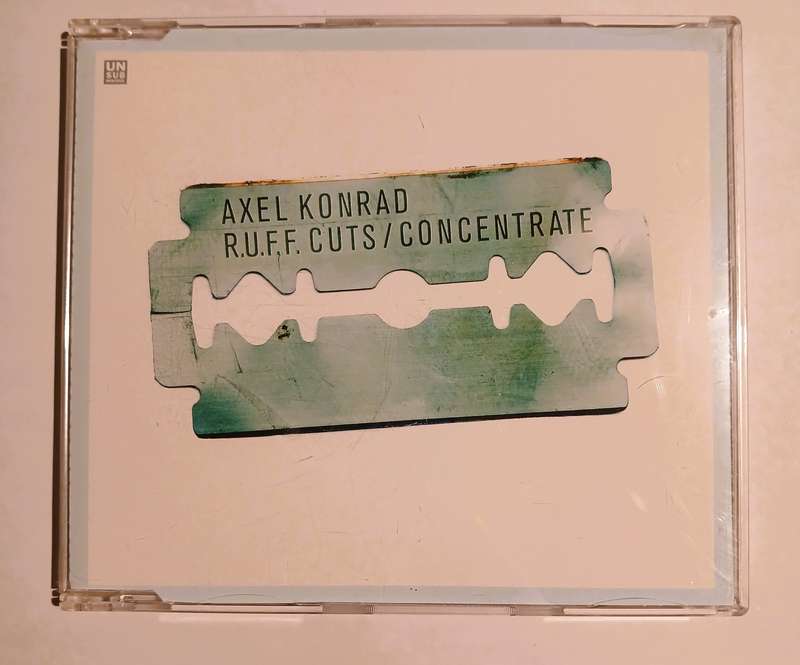 UN
SUB
AXEL KONRAD
R.U.F.F. CUTS/CONCENTRATE